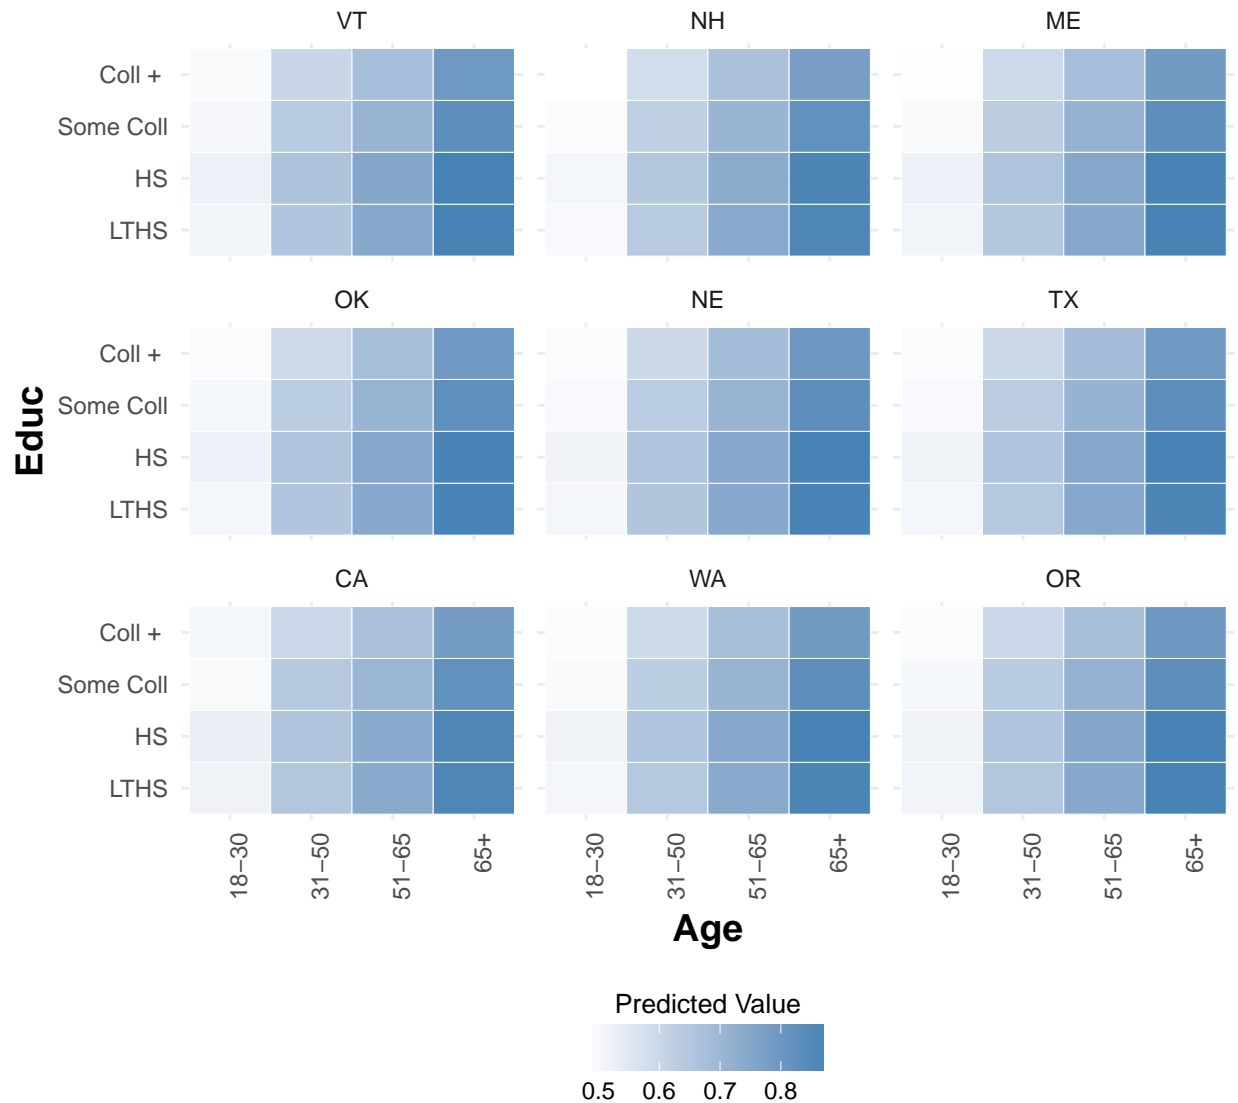 VT NH ME
Coll +
Some Coll
HS
LTHS
OK NE TX
Coll +
Some Coll
HS
LTHS
Educ
CA WA OR
Coll +
Some Coll
HS
LTHS
18−30 31−50 51−65 65+ 18−30 31−50 51−65 65+ 18−30 31−50 51−65 65+
Age
Predicted Value
0.5 0.6 0.7 0.8